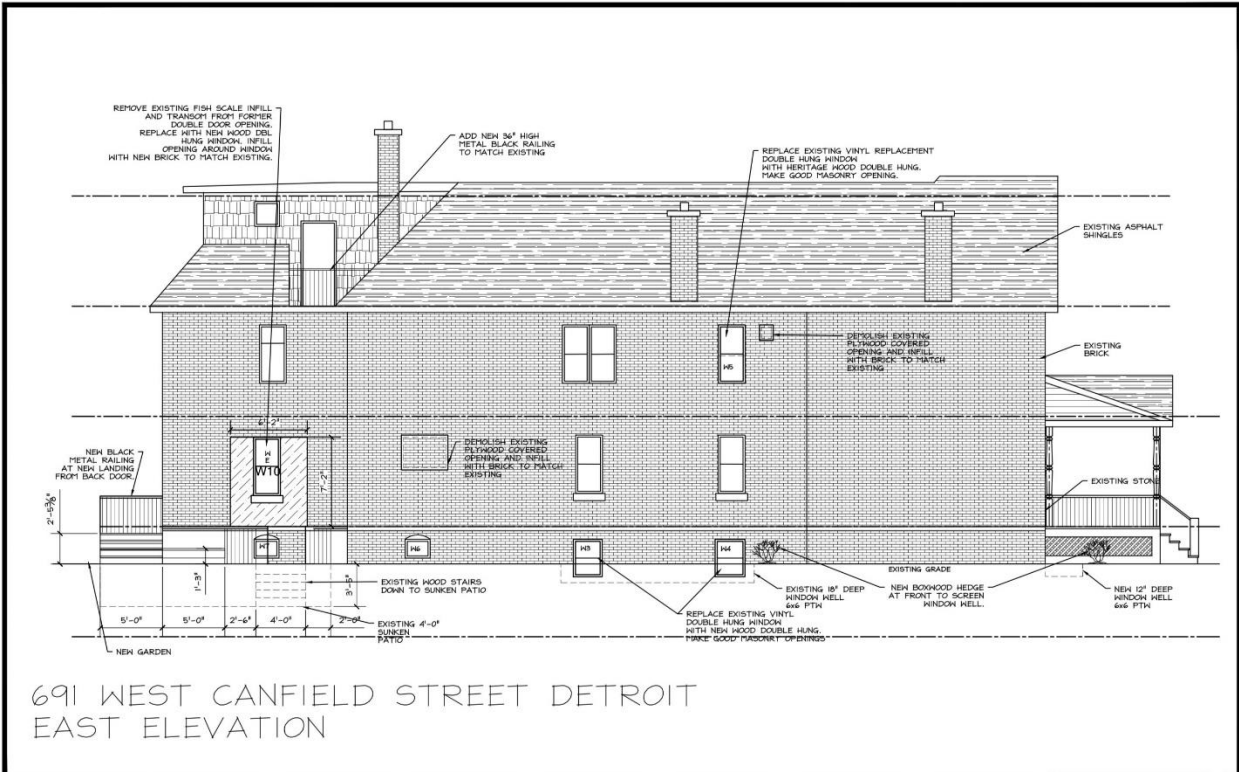 REMOVE EXISTING FISH SCALE INFILL
AND TRANSOM FROM FORMER
DOUBLE DOOR OPENING.
REPLACE WITH NEW WOOD DBL
HUNG WINDOW. INFILL
OPENING AROUND WINDOW
WITH NEW BRICK TO MATCH EXISTING.
ADD NEW 36" HIGH
METAL BLACK RAILING
TO MATCH EXISTING
REPLACE EXISTING VINYL REPLACEMENT
DOUBLE HUNG WINDOW
WITH HERITAGE WOOD DOUBLE HUNG.
MAKE GOOD MASONRY OPENING.
EXISTING ASPHALT
SHINGLES
DEMOLISH EXISTING
PLYWOOD COVERED
OPENING AND INFILL
WITH BRICK TO MATCH
EXISTING
EXISTING
BRICK
W5
6'-2"
NEW BLACK
METAL RAILING
AT NEW LANDING
FROM BACK DOOR.
W10
7'-2"
DEMOLISH EXISTING
PLYWOOD COVERED
OPENING AND INFILL
WITH BRICK TO MATCH
EXISTING
EXISTING STONE
W7
W6
W3
W4
1'-3"
3'-5"
EXISTING WOOD STAIRS
DOWN TO SUNKEN PATIO
EXISTING GRADE
EXISTING 18" DEEP
WINDOW WELL
6x6 PTW
NEW BOXWOOD HEDGE
AT FRONT TO SCREEN
WINDOW WELL.
NEW 12" DEEP
WINDOW WELL
6x6 PTW
REPLACE EXISTING VINYL
DOUBLE HUNG WINDOW
WITH NEW WOOD DOUBLE HUNG.
MAKE GOOD MASONRY OPENINGS
5'-0" 5'-0" 2'-6" 4'-0" 2'-0"
EXISTING 4'-0"
SUNKEN
PATIO
NEW GARDEN
691 WEST CANFIELD STREET DETROIT
EAST ELEVATION